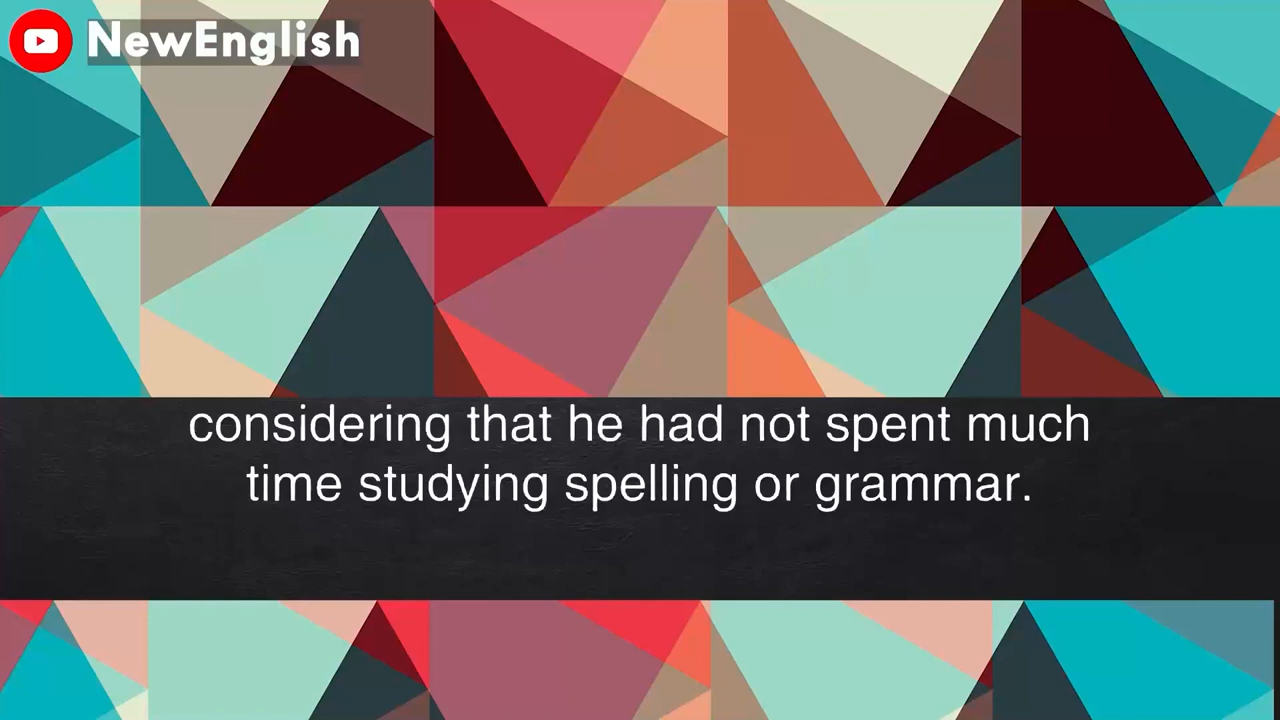 NewEnglish
considering that he had not spent much
time studying spelling or grammar.